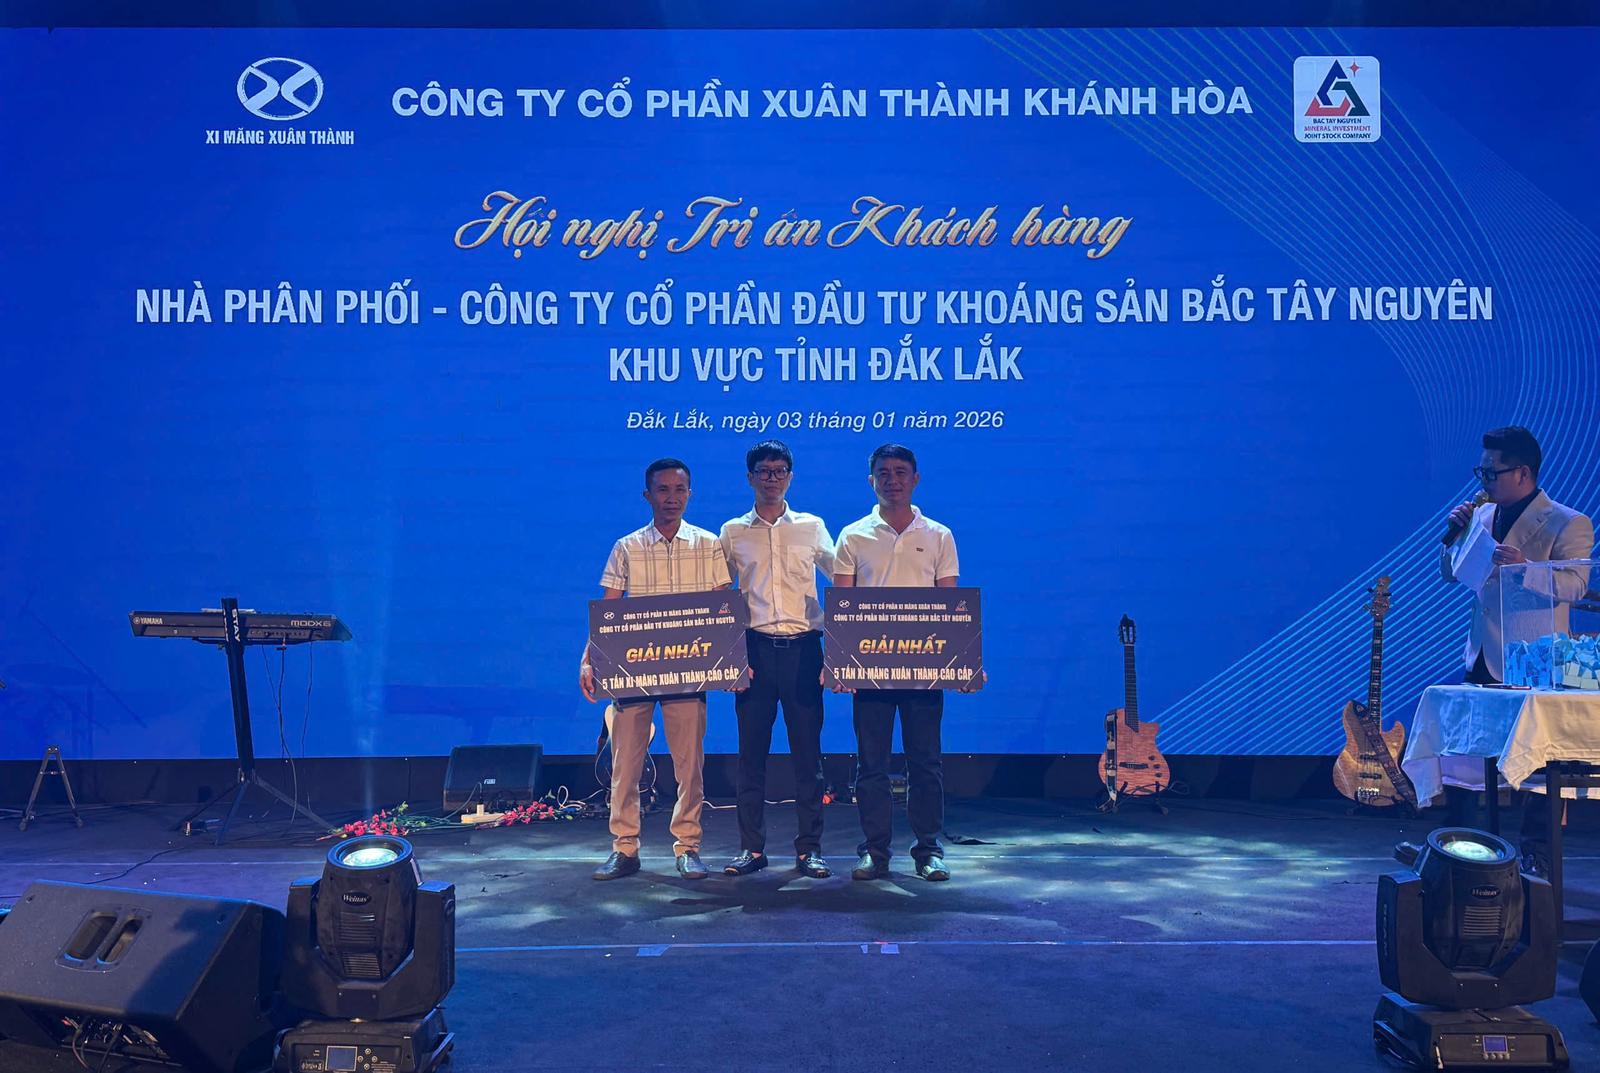 XI MĂNG XUÂN THÀNH
CÔNG TY CỔ PHẦN XUÂN THÀNH KHÁNH HÒA
BAC TAY NGUYEN
MINERAL INVESTMENT
JOINT STOCK COMPANY
Hội nghị Tri ân Khách hàng
NHÀ PHÂN PHỐI - CÔNG TY CỔ PHẦN ĐẦU TƯ KHOÁNG SẢN BẮC TÂY NGUYÊN
KHU VỰC TỈNH ĐẮK LẮK
Đắk Lắk, ngày 03 tháng 01 năm 2026
CÔNG TY CỔ PHẦN XI MĂNG XUÂN THÀNH
CÔNG TY CỔ PHẦN ĐẦU TƯ KHOÁNG SẢN BẮC TÂY NGUYÊN
GIẢI NHẤT
5 TẤN XI MĂNG XUÂN THÀNH CAO CẤP
CÔNG TY CỔ PHẦN XI MĂNG XUÂN THÀNH
CÔNG TY CỔ PHẦN ĐẦU TƯ KHOÁNG SẢN BẮC TÂY NGUYÊN
GIẢI NHẤT
5 TẤN XI MĂNG XUÂN THÀNH CAO CẤP
YAMAHA
MODX6
STAY
Weinas
Weinas